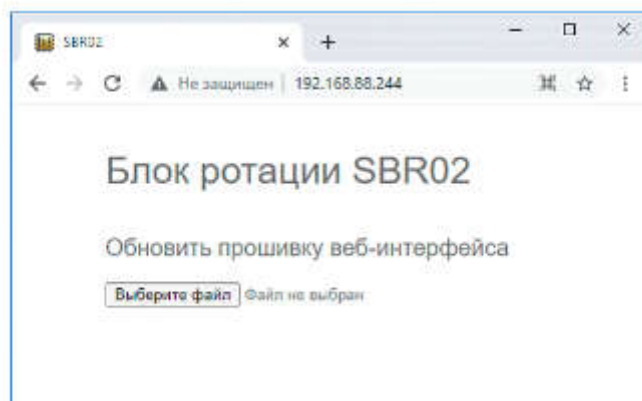 SBR02
Не защищен 192.168.88.244
Блок ротации SBR02
Обновить прошивку веб-интерфейса
Выберите файл Файл не выбран